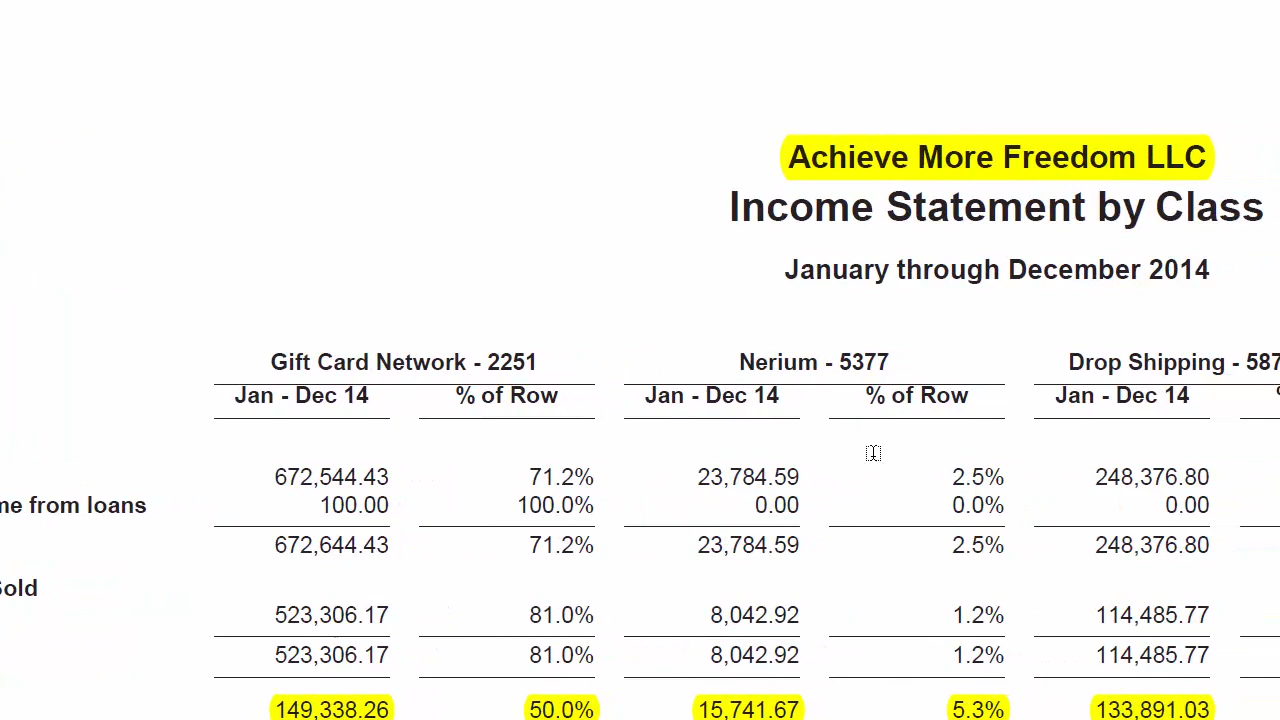 Achieve More Freedom LLC
Income Statement by Class
January through December 2014
Gift Card Network - 2251 Nerium - 5377 Drop Shipping - 587
Jan - Dec 14 % of Row Jan - Dec 14 % of Row Jan - Dec 14 %
672,544.43 71.2% 23,784.59 2.5% 248,376.80
me from loans 100.00 100.0% 0.00 0.0% 0.00
672,644.43 71.2% 23,784.59 2.5% 248,376.80
Sold
523,306.17 81.0% 8,042.92 1.2% 114,485.77
523,306.17 81.0% 8,042.92 1.2% 114,485.77
149,338.26 50.0% 15,741.67 5.3% 133,891.03